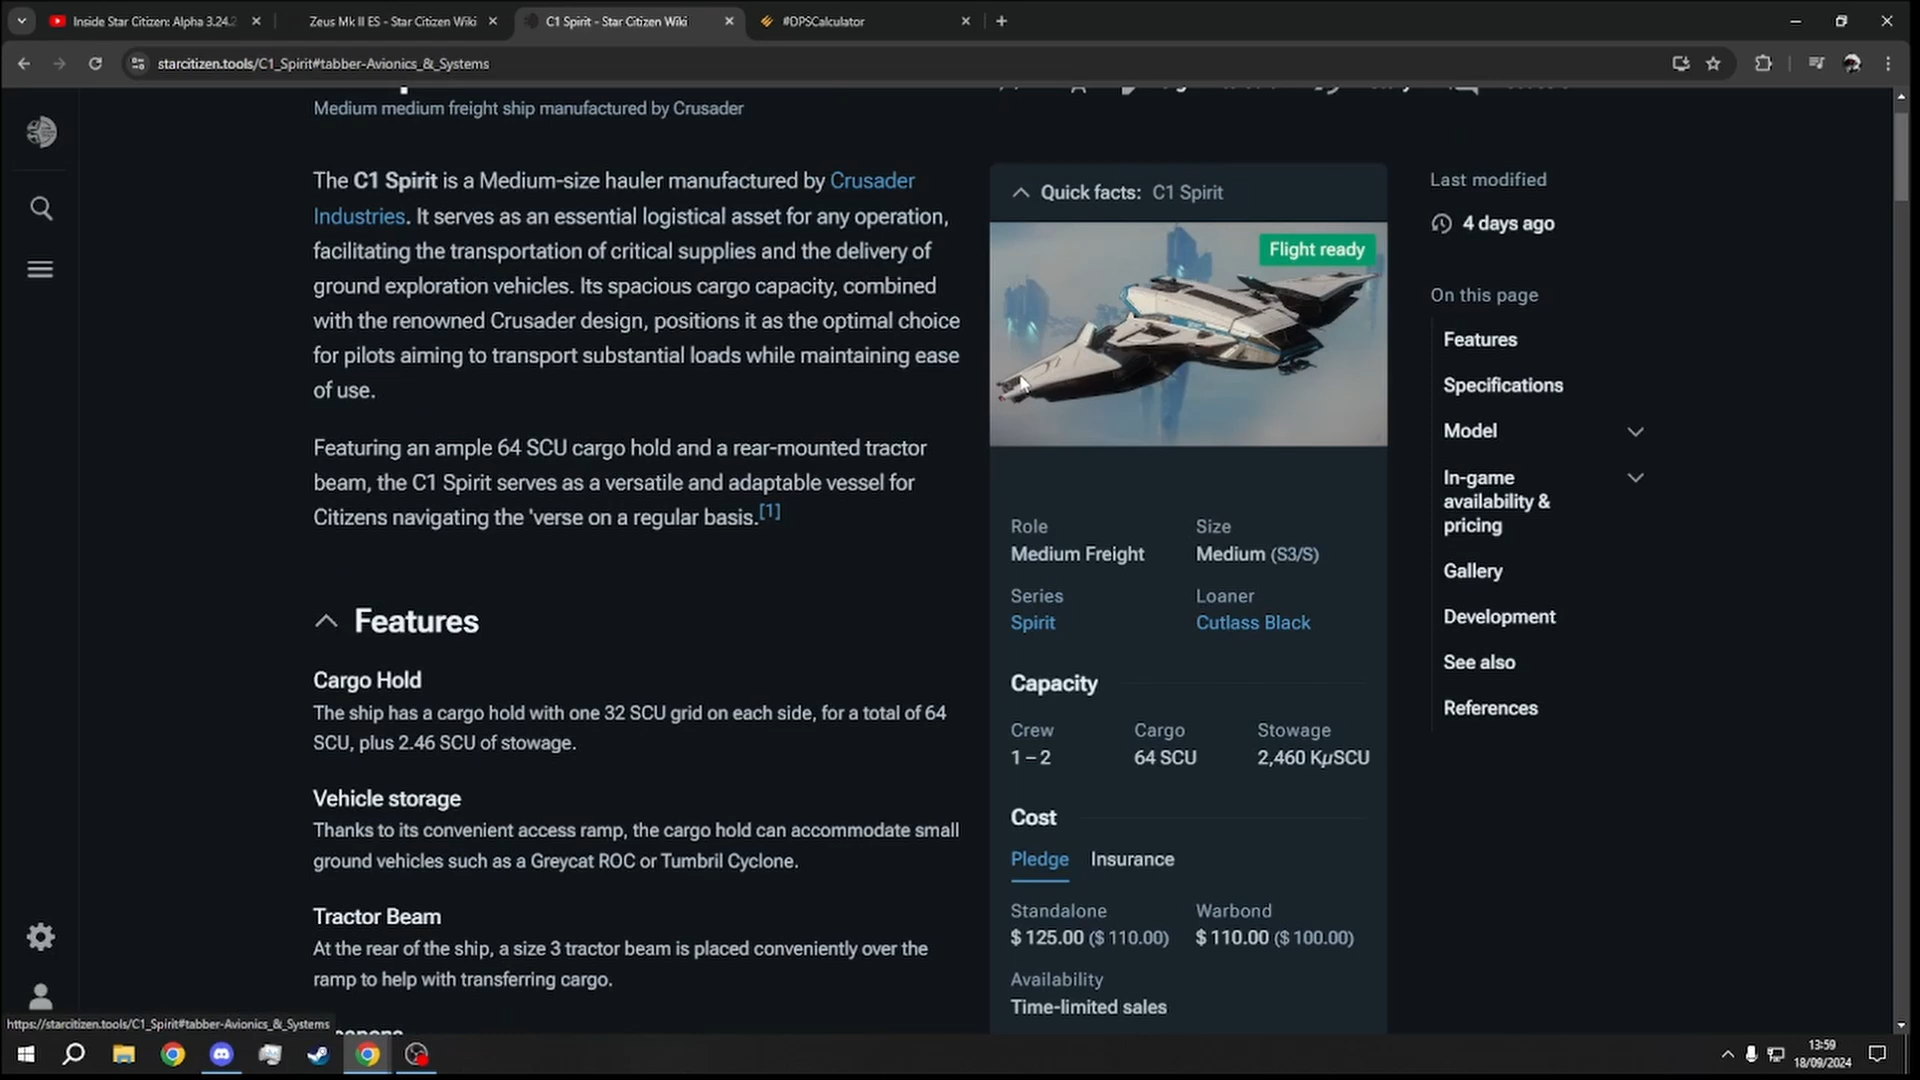 Inside Star Citizen: Alpha 3.24.2
Zeus Mk II ES - Star Citizen Wiki
C1 Spirit - Star Citizen Wiki
#DPSCalculator
starcitizen.tools/C1_Spirit#tabber-Avionics_&_Systems
Medium medium freight ship manufactured by Crusader
The C1 Spirit is a Medium-size hauler manufactured by Crusader
Industries. It serves as an essential logistical asset for any operation,
facilitating the transportation of critical supplies and the delivery of
ground exploration vehicles. Its spacious cargo capacity, combined
with the renowned Crusader design, positions it as the optimal choice
for pilots aiming to transport substantial loads while maintaining ease
of use.
Featuring an ample 64 SCU cargo hold and a rear-mounted tractor
beam, the C1 Spirit serves as a versatile and adaptable vessel for
Citizens navigating the 'verse on a regular basis.[1]
Features
Cargo Hold
The ship has a cargo hold with one 32 SCU grid on each side, for a total of 64
SCU, plus 2.46 SCU of stowage.
Vehicle storage
Thanks to its convenient access ramp, the cargo hold can accommodate small
ground vehicles such as a Greycat ROC or Tumbril Cyclone.
Tractor Beam
At the rear of the ship, a size 3 tractor beam is placed conveniently over the
ramp to help with transferring cargo.
Quick facts: C1 Spirit
Flight ready
Role
Size
Medium Freight
Medium (S3/S)
Series
Loaner
Spirit
Cutlass Black
Capacity
Crew
Cargo
Stowage
1 – 2
64 SCU
2,460 KμSCU
Cost
Pledge
Insurance
Standalone
Warbond
$ 125.00 ($ 110.00)
$ 110.00 ($ 100.00)
Availability
Time-limited sales
Last modified
4 days ago
On this page
Features
Specifications
Model
In-game
availability &
pricing
Gallery
Development
See also
References
https://starcitizen.tools/C1_Spirit#tabber-Avionics_&_Systems
13:59
18/09/2024